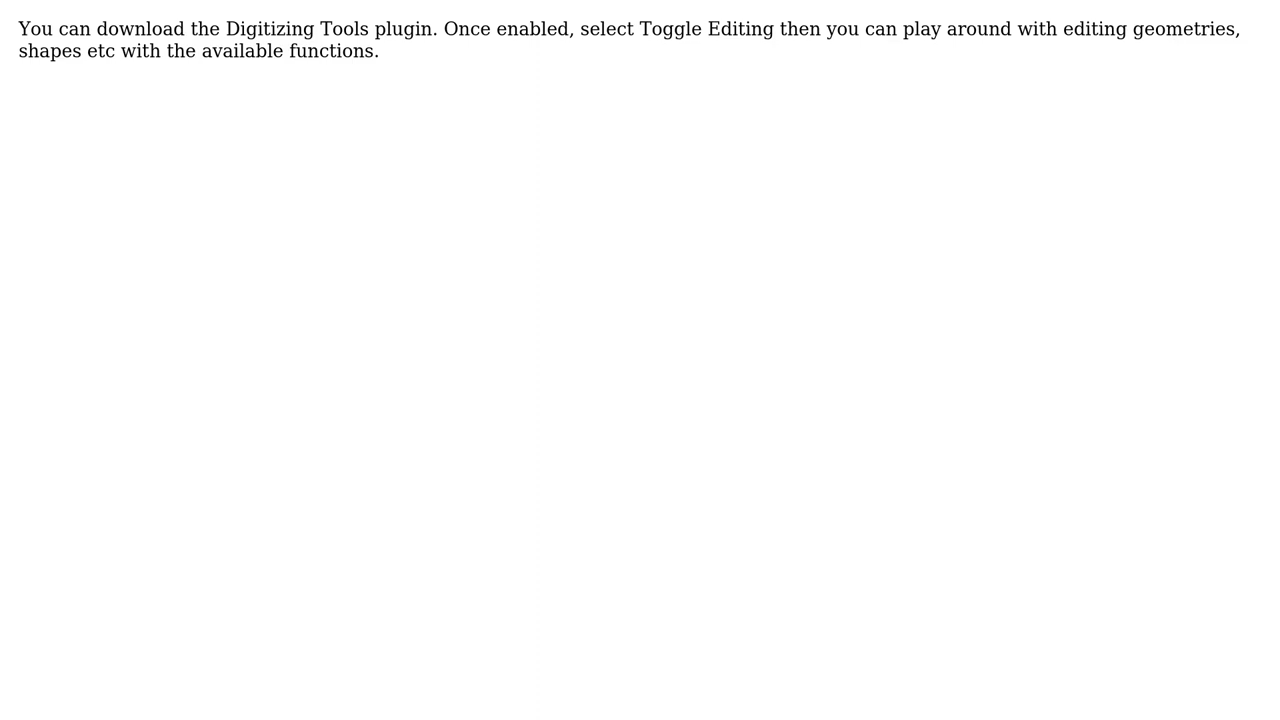 You can download the Digitizing Tools plugin. Once enabled, select Toggle Editing then you can play around with editing geometries,
shapes etc with the available functions.